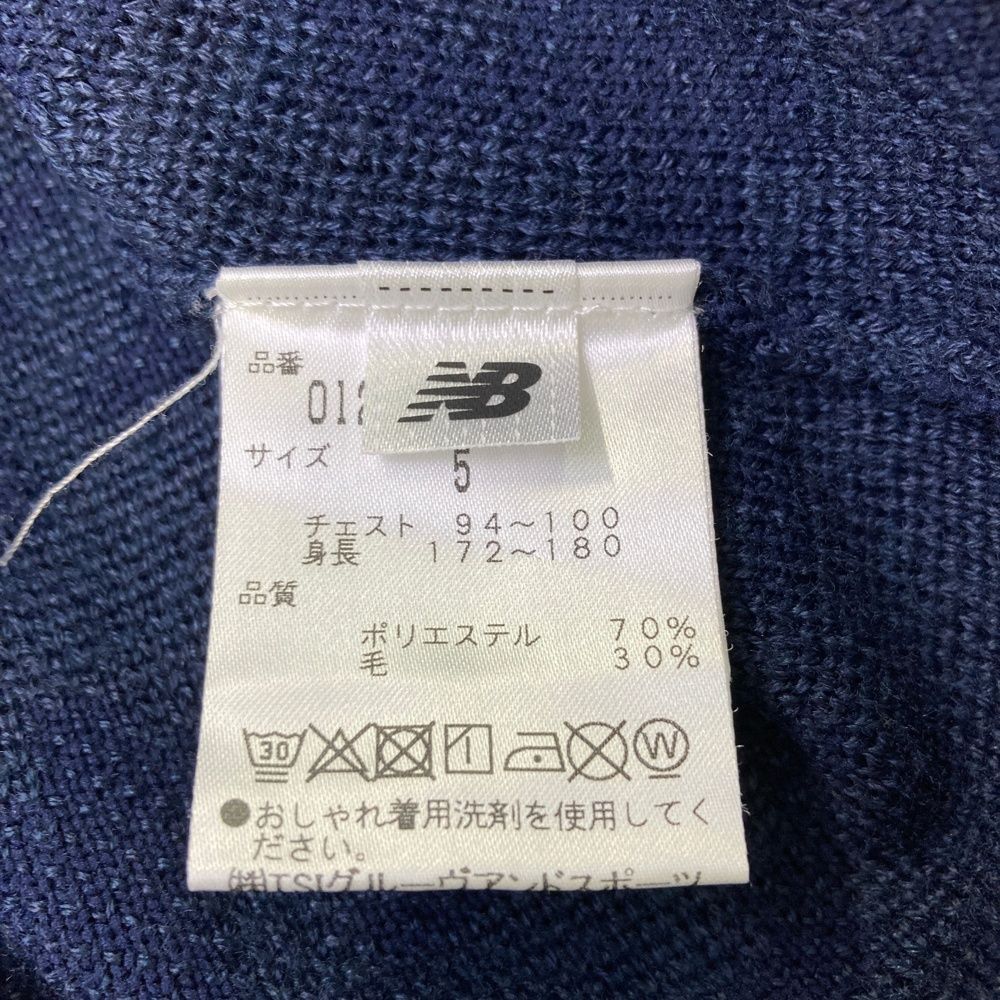 品番
012
NB
サイズ 5
チェスト 94～100
身長 172～180
品質
ポリエステル 70%
毛 30%
30 W
●おしゃれ着用洗剤を使用してく
ださい。
㈱TSIグルーヴアンドスポーツ